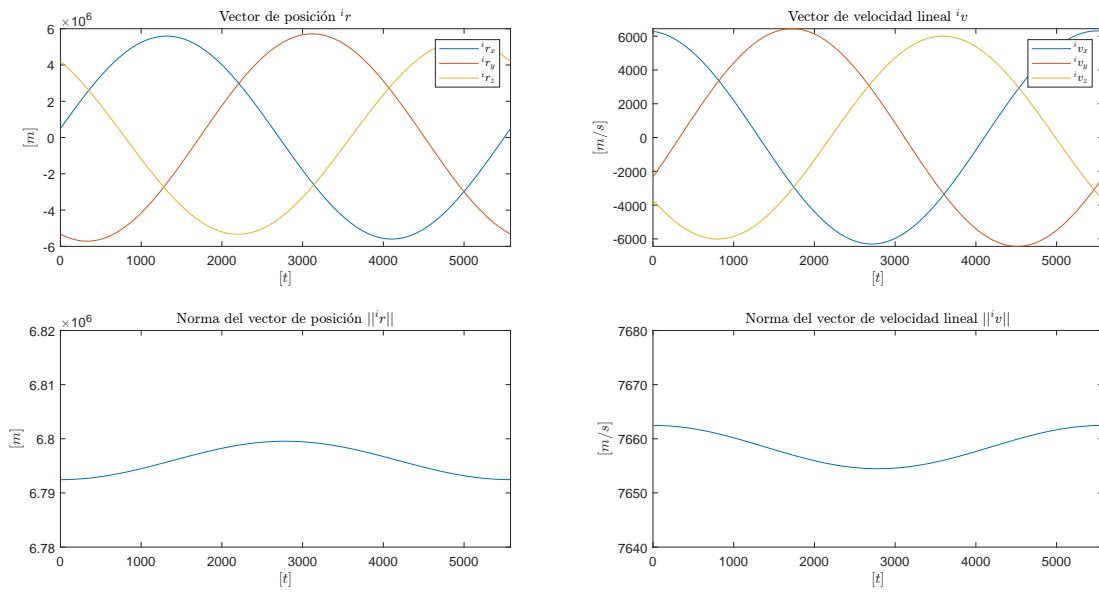 Vector de posición ⁱr
×10⁶
6
4
2
0
-2
-4
-6
[m]
ⁱrₓ
ⁱr_y
ⁱr_z
0 1000 2000 3000 4000 5000
[t]
Vector de velocidad lineal ⁱv
6000
4000
2000
0
-2000
-4000
-6000
[m/s]
ⁱvₓ
ⁱv_y
ⁱv_z
0 1000 2000 3000 4000 5000
[t]
Norma del vector de posición ||ⁱr||
×10⁶
6.82
6.81
6.8
6.79
6.78
[m]
0 1000 2000 3000 4000 5000
[t]
Norma del vector de velocidad lineal ||ⁱv||
7680
7670
7660
7650
7640
[m/s]
0 1000 2000 3000 4000 5000
[t]